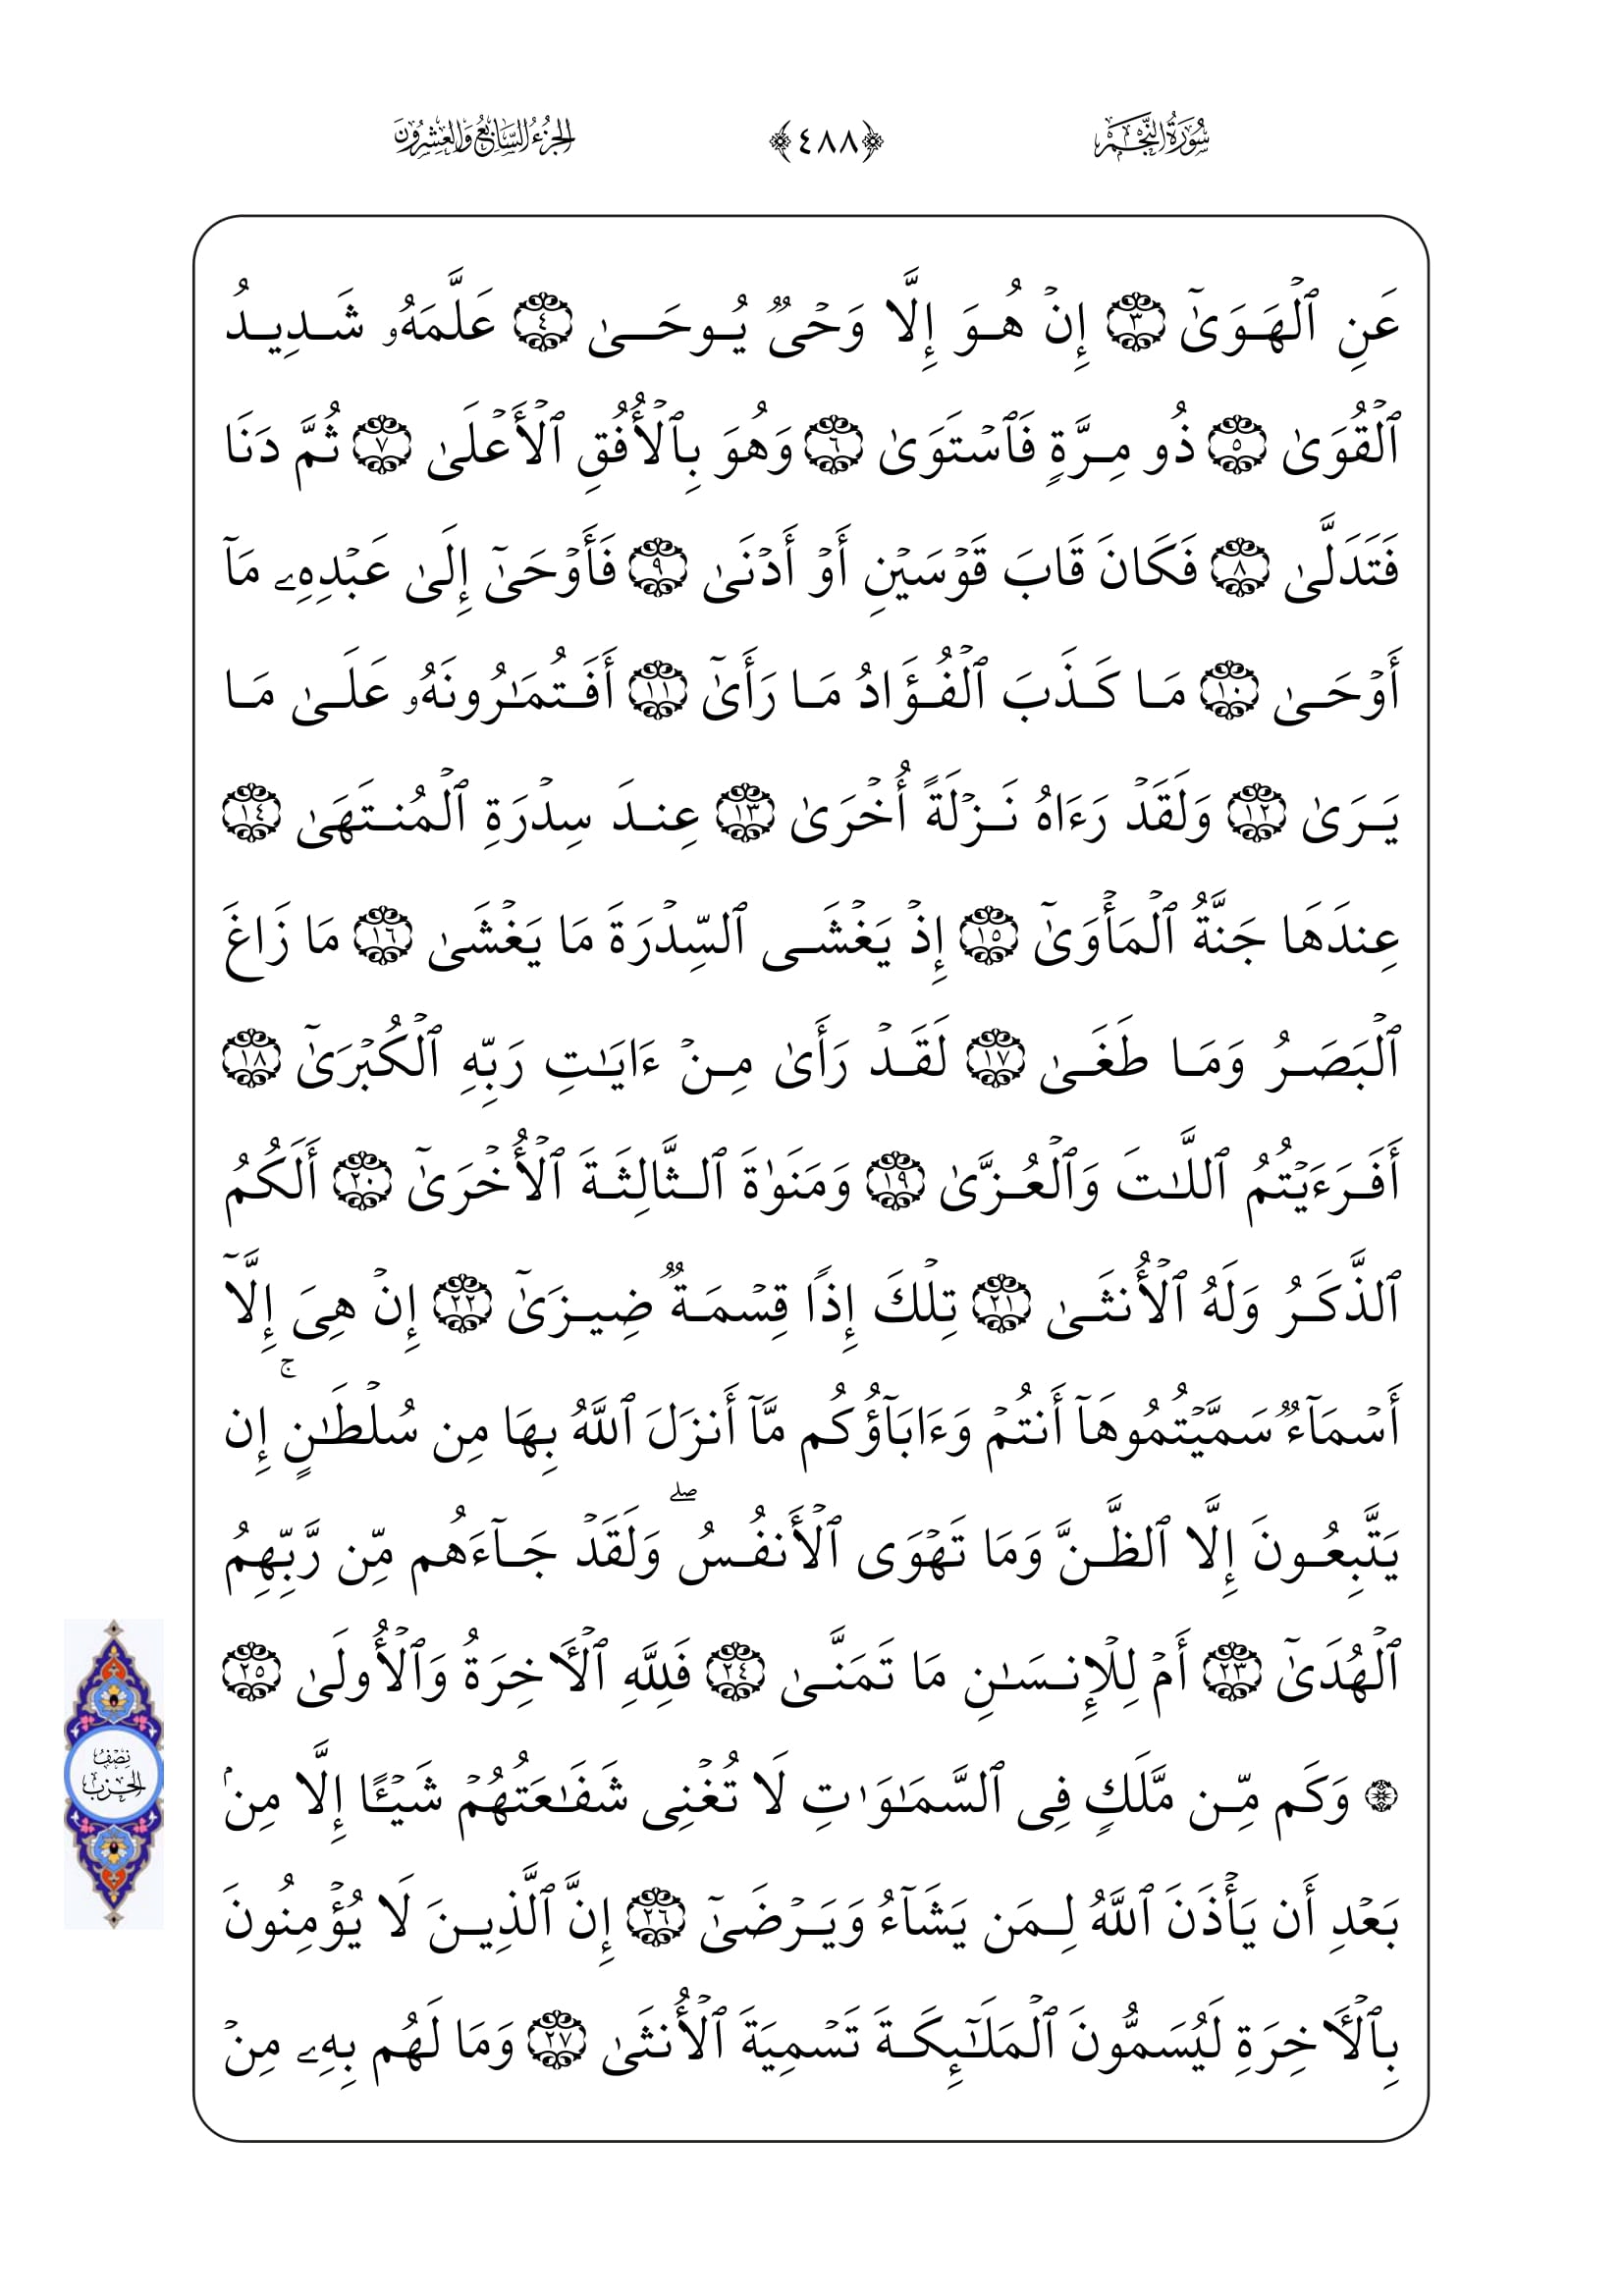 سُورَةُ النَّجْمِ ﴿٤٨٨﴾ الجُزْءُ السَّابِعُ وَالعِشْرُونَ
عَنِ ٱلۡهَوَىٰٓ ٣ إِنۡ هُوَ إِلَّا وَحۡيٞ يُوحَىٰ ٤ عَلَّمَهُۥ شَدِيدُ
ٱلۡقُوَىٰ ٥ ذُو مِرَّةٖ فَٱسۡتَوَىٰ ٦ وَهُوَ بِٱلۡأُفُقِ ٱلۡأَعۡلَىٰ ٧ ثُمَّ دَنَا
فَتَدَلَّىٰ ٨ فَكَانَ قَابَ قَوۡسَيۡنِ أَوۡ أَدۡنَىٰ ٩ فَأَوۡحَىٰٓ إِلَىٰ عَبۡدِهِۦ مَآ
أَوۡحَىٰ ١٠ مَا كَذَبَ ٱلۡفُؤَادُ مَا رَأَىٰٓ ١١ أَفَتُمَٰرُونَهُۥ عَلَىٰ مَا
يَرَىٰ ١٢ وَلَقَدۡ رَءَاهُ نَزۡلَةً أُخۡرَىٰ ١٣ عِندَ سِدۡرَةِ ٱلۡمُنتَهَىٰ ١٤
عِندَهَا جَنَّةُ ٱلۡمَأۡوَىٰٓ ١٥ إِذۡ يَغۡشَى ٱلسِّدۡرَةَ مَا يَغۡشَىٰ ١٦ مَا زَاغَ
ٱلۡبَصَرُ وَمَا طَغَىٰ ١٧ لَقَدۡ رَأَىٰ مِنۡ ءَايَٰتِ رَبِّهِ ٱلۡكُبۡرَىٰٓ ١٨
أَفَرَءَيۡتُمُ ٱللَّٰتَ وَٱلۡعُزَّىٰ ١٩ وَمَنَوٰةَ ٱلثَّالِثَةَ ٱلۡأُخۡرَىٰٓ ٢٠ أَلَكُمُ
ٱلذَّكَرُ وَلَهُ ٱلۡأُنثَىٰ ٢١ تِلۡكَ إِذٗا قِسۡمَةٞ ضِيزَىٰٓ ٢٢ إِنۡ هِيَ إِلَّآ
أَسۡمَآءٞ سَمَّيۡتُمُوهَآ أَنتُمۡ وَءَابَآؤُكُم مَّآ أَنزَلَ ٱللَّهُ بِهَا مِن سُلۡطَٰنٍۚ إِن
يَتَّبِعُونَ إِلَّا ٱلظَّنَّ وَمَا تَهۡوَى ٱلۡأَنفُسُۖ وَلَقَدۡ جَآءَهُم مِّن رَّبِّهِمُ
ٱلۡهُدَىٰٓ ٢٣ أَمۡ لِلۡإِنسَٰنِ مَا تَمَنَّىٰ ٢٤ فَلِلَّهِ ٱلۡأٓخِرَةُ وَٱلۡأُولَىٰ ٢٥
۞ وَكَم مِّن مَّلَكٖ فِي ٱلسَّمَٰوَٰتِ لَا تُغۡنِي شَفَٰعَتُهُمۡ شَيۡـًٔا إِلَّا مِنۢ
بَعۡدِ أَن يَأۡذَنَ ٱللَّهُ لِمَن يَشَآءُ وَيَرۡضَىٰٓ ٢٦ إِنَّ ٱلَّذِينَ لَا يُؤۡمِنُونَ
بِٱلۡأٓخِرَةِ لَيُسَمُّونَ ٱلۡمَلَٰٓئِكَةَ تَسۡمِيَةَ ٱلۡأُنثَىٰ ٢٧ وَمَا لَهُم بِهِۦ مِنۡ
نِصْفُ
الحِزْبِ